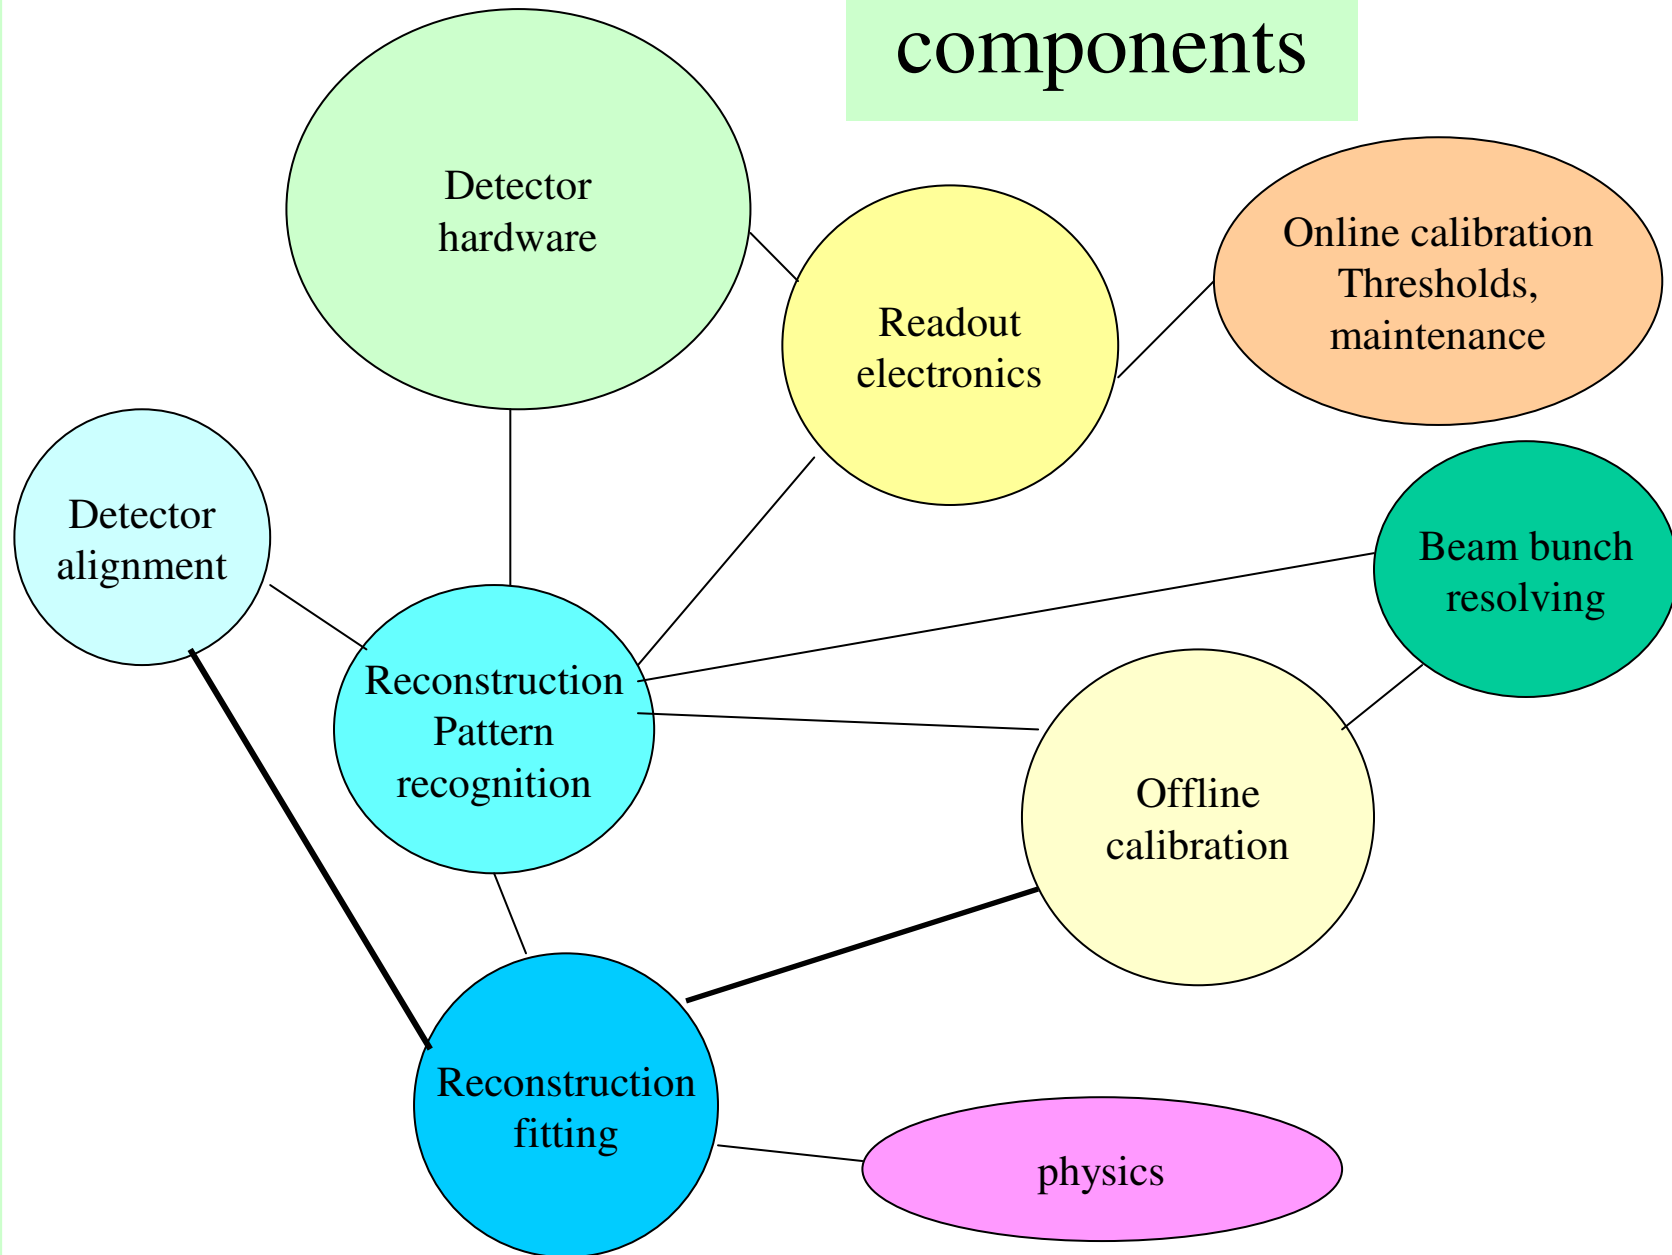 components
Detector
hardware
Online calibration
Thresholds,
maintenance
Readout
electronics
Detector
alignment
Beam bunch
resolving
Reconstruction
Pattern
recognition
Offline
calibration
Reconstruction
fitting
physics